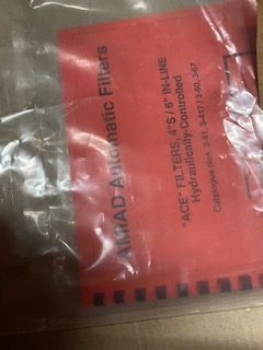 AMIAD Automatic Filters
"ACE" FILTERS, 4"S / 6" IN-LINE
Hydraulically-Controlled